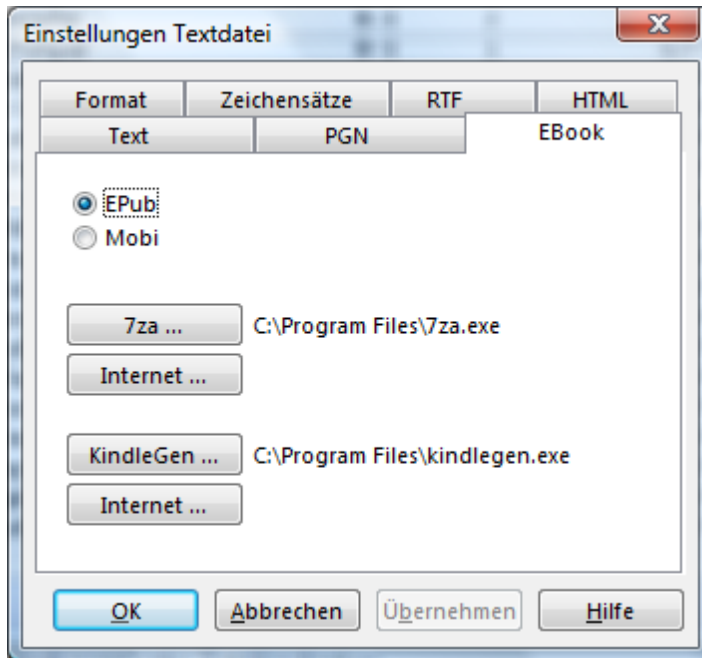 Einstellungen Textdatei
Format Zeichensätze RTF HTML
Text PGN EBook
EPub
Mobi
7za ... C:\Program Files\7za.exe
Internet ...
KindleGen ... C:\Program Files\kindlegen.exe
Internet ...
OK Abbrechen Übernehmen Hilfe